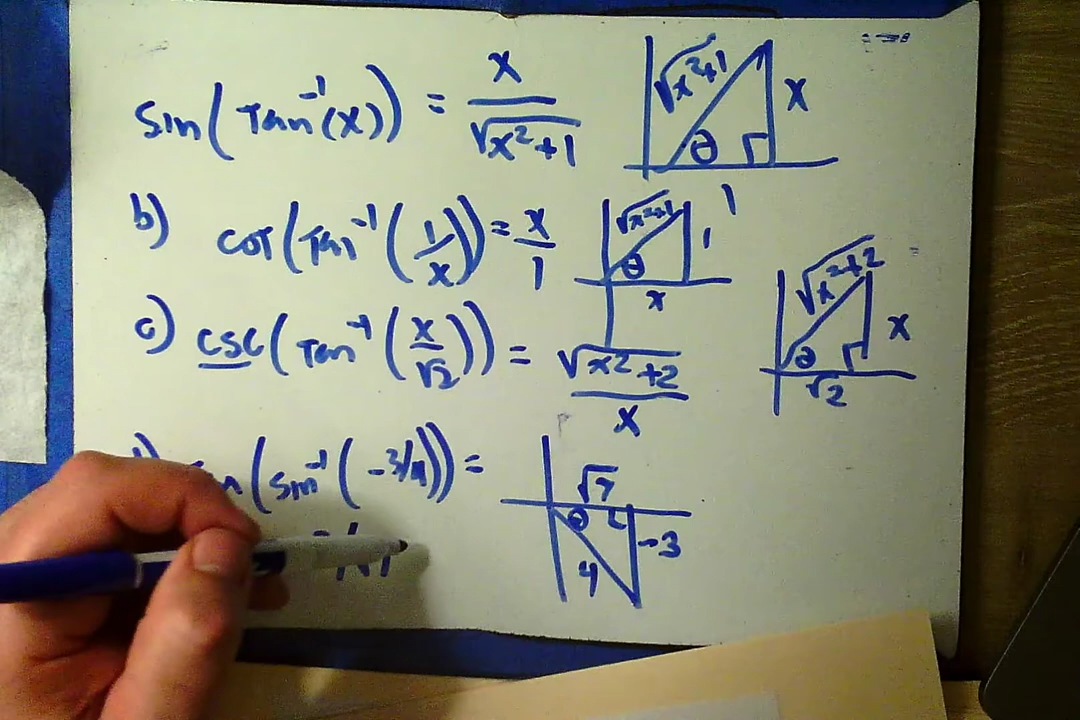 sin(Tan⁻¹(x)) = x/√x²+1 √x²+1 x θ
b) cot(Tan⁻¹(1/x)) = x/1 √x²+1 1 θ x 1
c) csc(Tan⁻¹(x/√2)) = √x²+2/x √x²+2 x θ √2
(sin⁻¹(-3/4)) = √7 θ -3 4